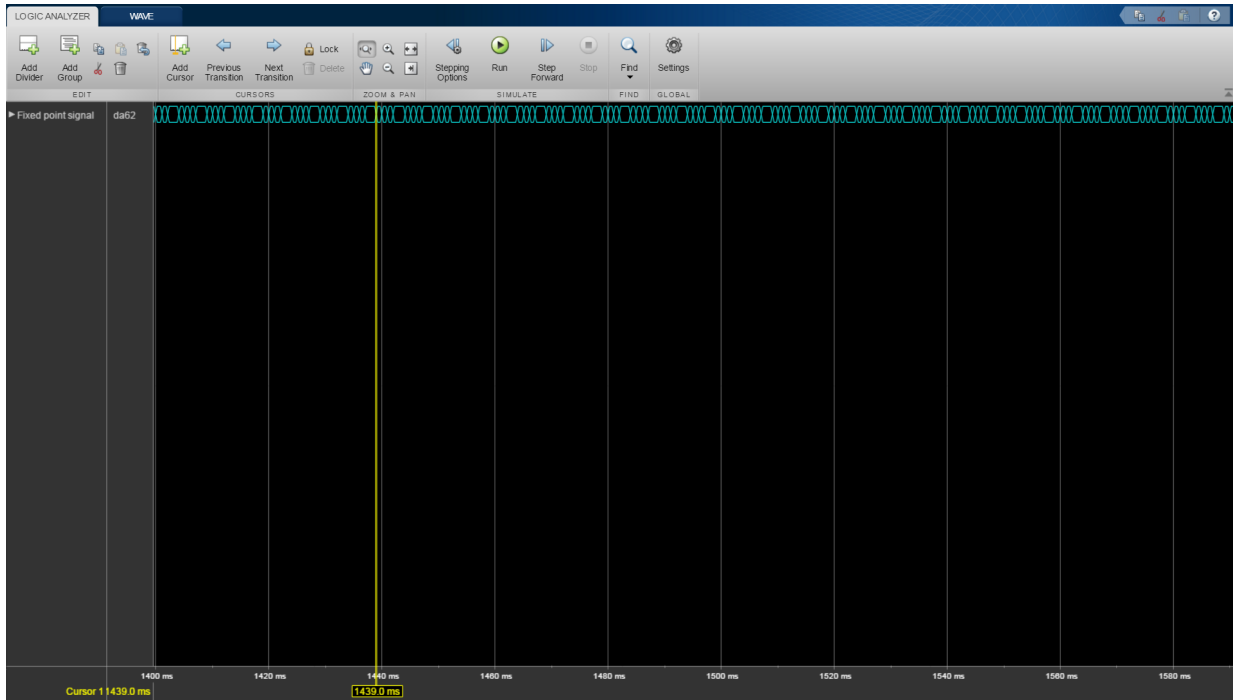 LOGIC ANALYZER WAVE
?
Add Divider
Add Group
Add Cursor
Previous Transition
Next Transition
Lock
Delete
Stepping Options
Run
Step Forward
Stop
Find
Settings
EDIT CURSORS ZOOM & PAN SIMULATE FIND GLOBAL
Fixed point signal da62
1400 ms 1420 ms 1440 ms 1460 ms 1480 ms 1500 ms 1520 ms 1540 ms 1560 ms 1580 ms
Cursor 1 1439.0 ms 1439.0 ms